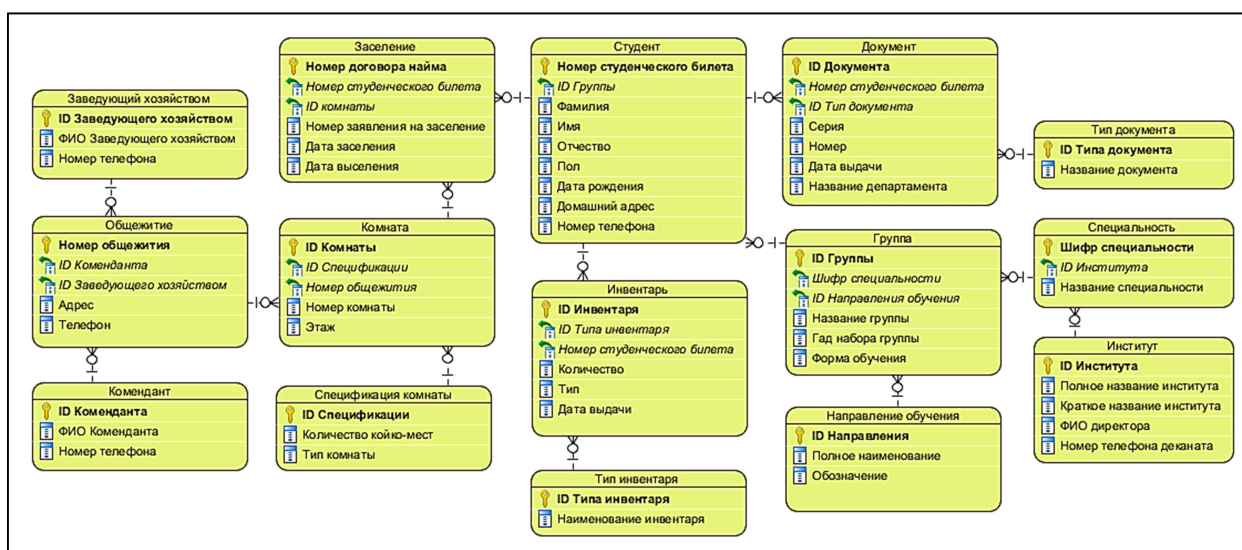 Заведующий хозяйством
ID Заведующего хозяйством
ФИО Заведующего хозяйством
Номер телефона
Общежитие
Номер общежития
ID Коменданта
ID Заведующего хозяйством
Адрес
Телефон
Комендант
ID Коменданта
ФИО Коменданта
Номер телефона
Заселение
Номер договора найма
Номер студенческого билета
ID комнаты
Номер заявления на заселение
Дата заселения
Дата выселения
Комната
ID Комнаты
ID Спецификации
Номер общежития
Номер комнаты
Этаж
Спецификация комнаты
ID Спецификации
Количество койко-мест
Тип комнаты
Студент
Номер студенческого билета
ID Группы
Фамилия
Имя
Отчество
Пол
Дата рождения
Домашний адрес
Номер телефона
Инвентарь
ID Инвентаря
ID Типа инвентаря
Номер студенческого билета
Количество
Тип
Дата выдачи
Тип инвентаря
ID Типа инвентаря
Наименование инвентаря
Документ
ID Документа
Номер студенческого билета
ID Тип документа
Серия
Номер
Дата выдачи
Название департамента
Группа
ID Группы
Шифр специальности
ID Направления обучения
Название группы
Гад набора группы
Форма обучения
Направление обучения
ID Направления
Полное наименование
Обозначение
Тип документа
ID Типа документа
Название документа
Специальность
Шифр специальности
ID Института
Название специальности
Институт
ID Института
Полное название института
Краткое название института
ФИО директора
Номер телефона деканата